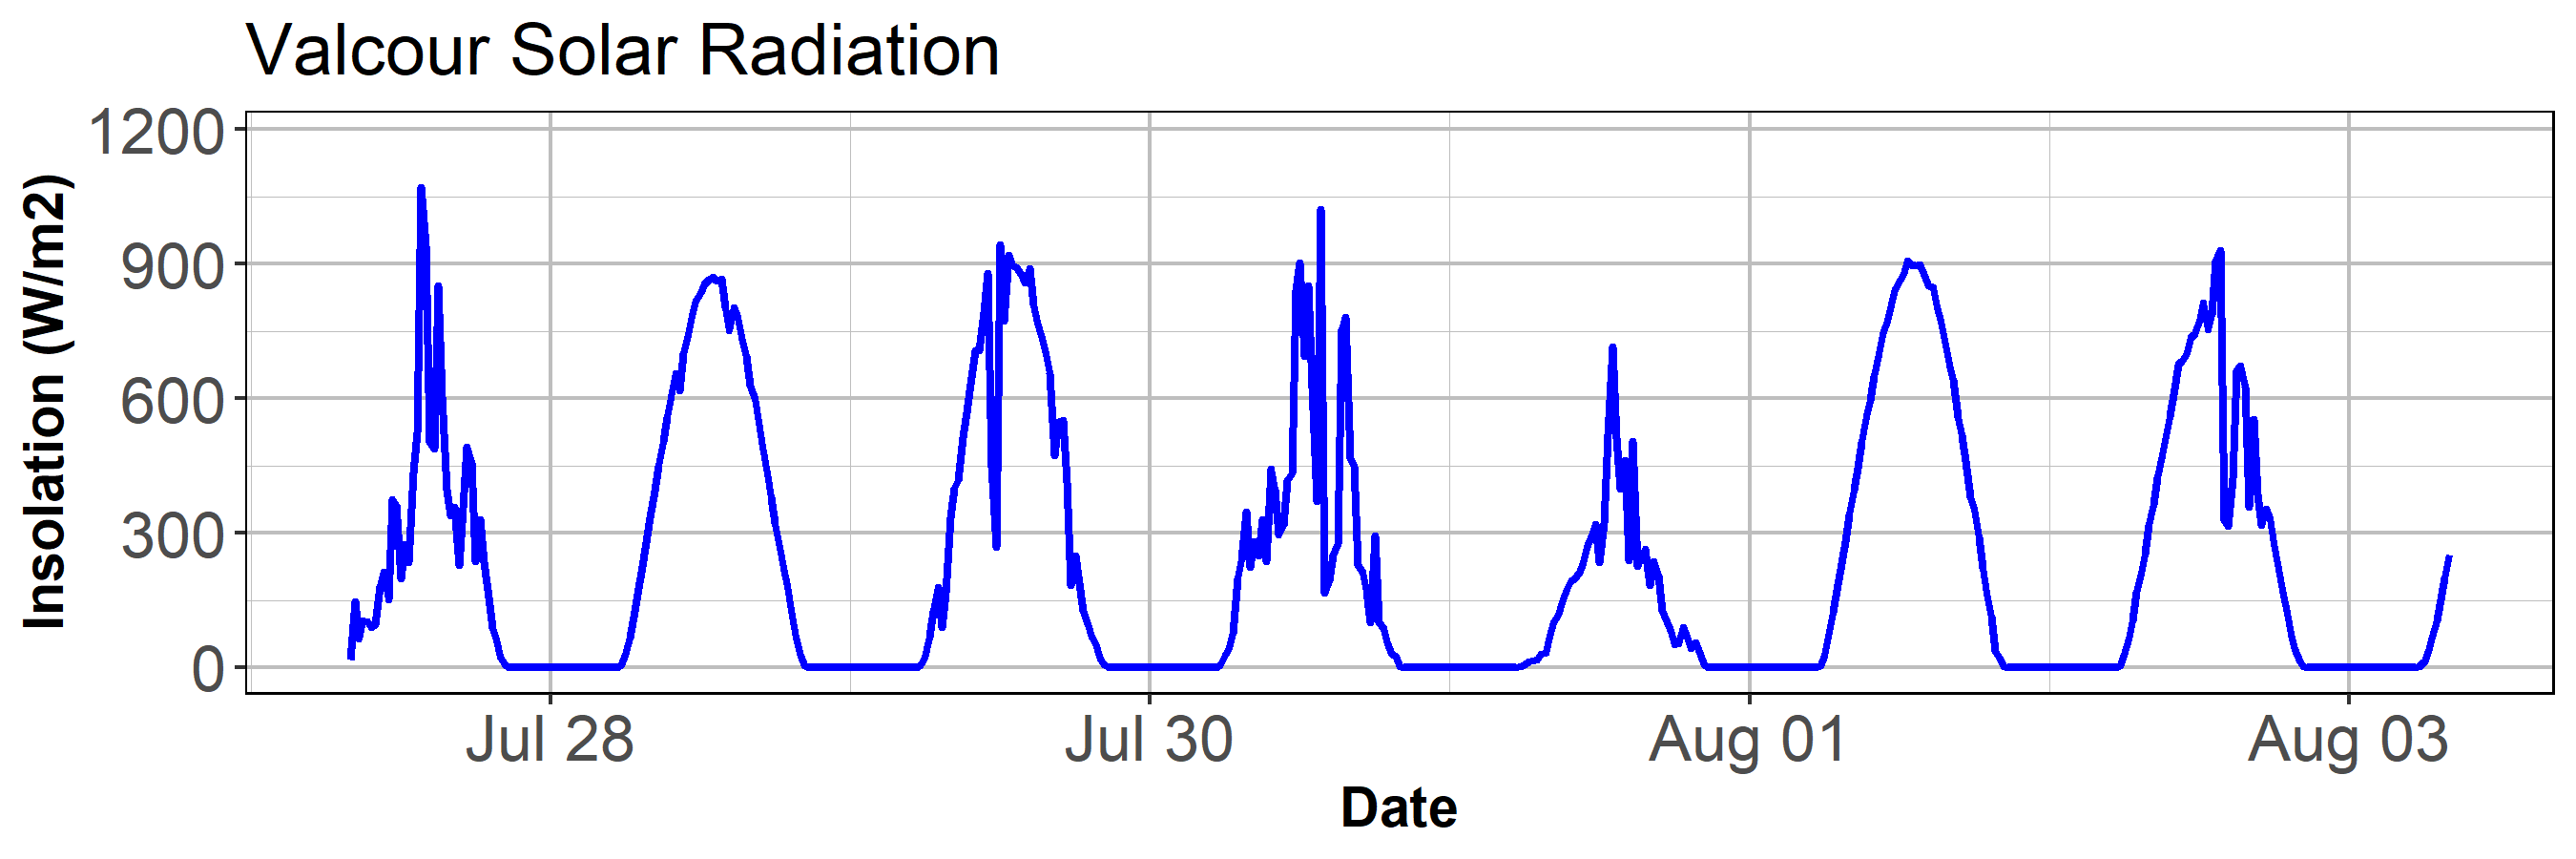 Valcour Solar Radiation
1200
900
600
300
0
Insolation (W/m2)
Jul 28 Jul 30 Aug 01 Aug 03
Date